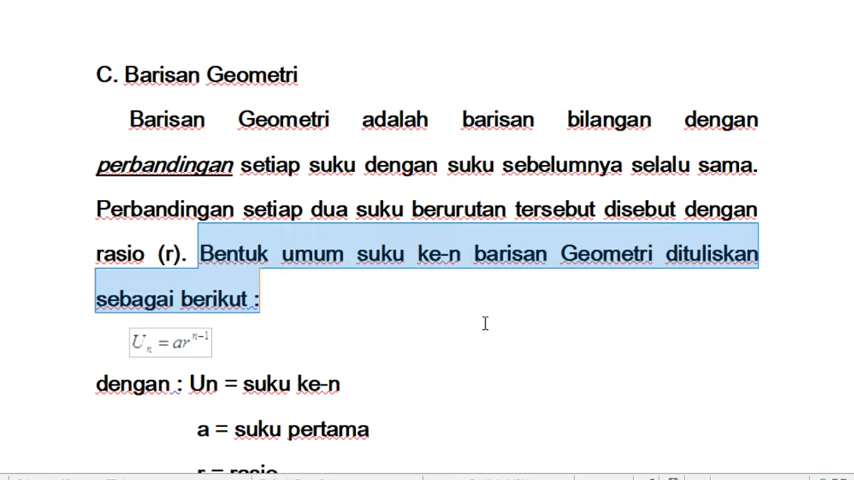 C. Barisan Geometri
Barisan Geometri adalah barisan bilangan dengan
perbandingan setiap suku dengan suku sebelumnya selalu sama.
Perbandingan setiap dua suku berurutan tersebut disebut dengan
rasio (r). Bentuk umum suku ke-n barisan Geometri dituliskan
sebagai berikut :
Uₙ = arⁿ⁻¹
dengan : Un = suku ke-n
a = suku pertama
r = rasio